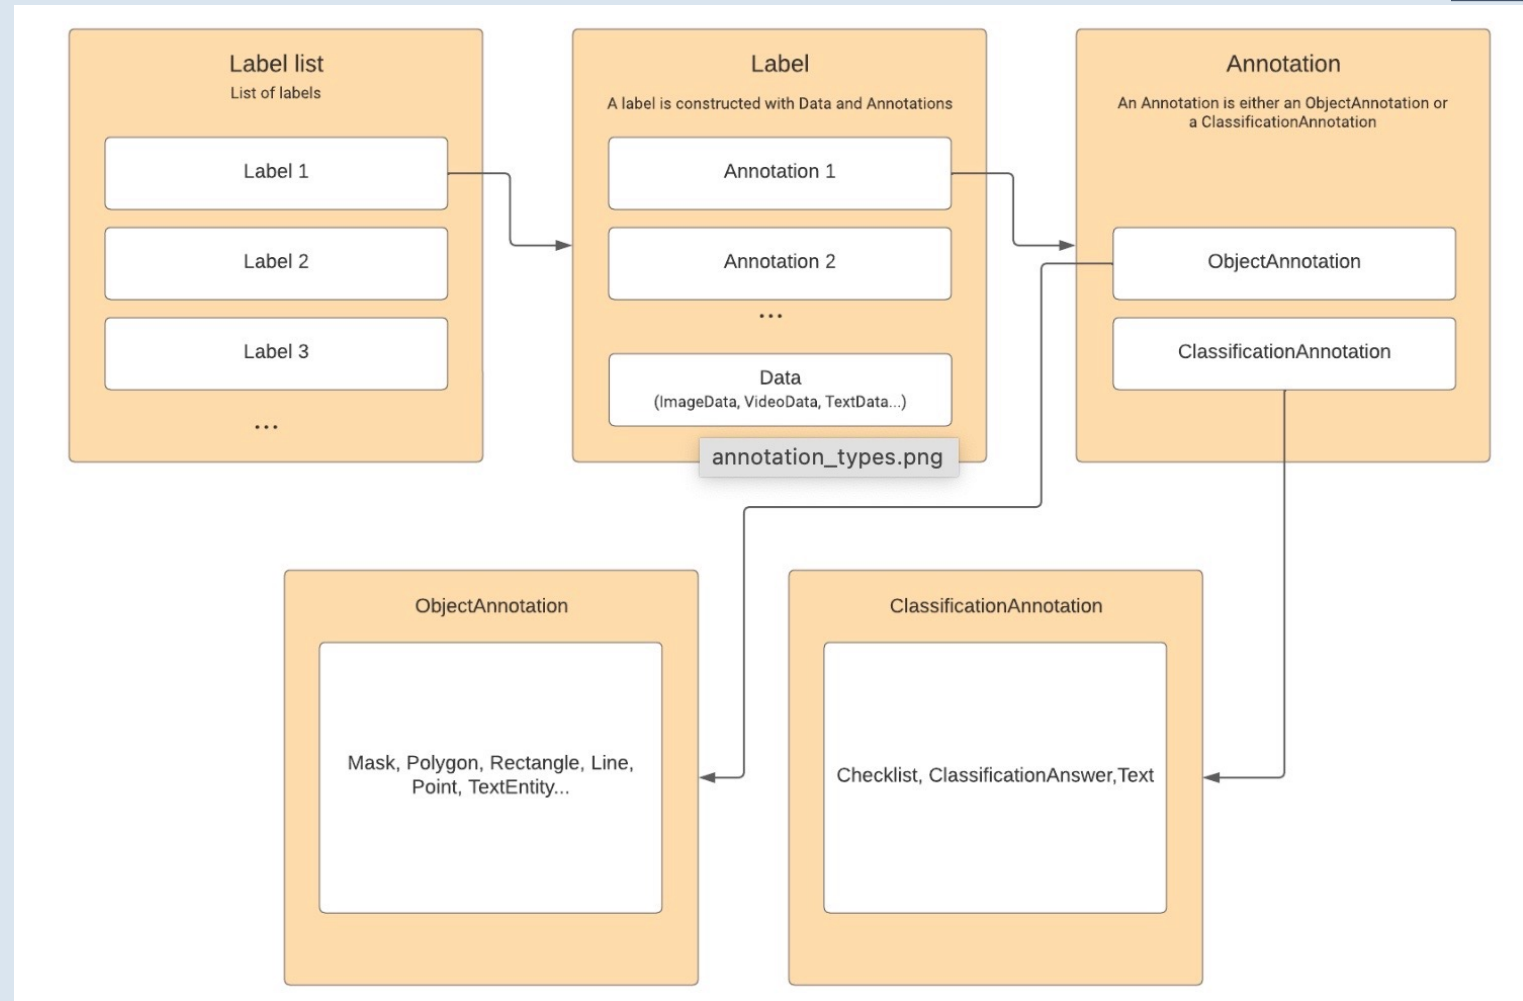 Label list
List of labels
Label 1
Label 2
Label 3
...
Label
A label is constructed with Data and Annotations
Annotation 1
Annotation 2
...
Data
(ImageData, VideoData, TextData...)
annotation_types.png
Annotation
An Annotation is either an ObjectAnnotation or
a ClassificationAnnotation
ObjectAnnotation
ClassificationAnnotation
ObjectAnnotation
Mask, Polygon, Rectangle, Line,
Point, TextEntity...
ClassificationAnnotation
Checklist, ClassificationAnswer,Text